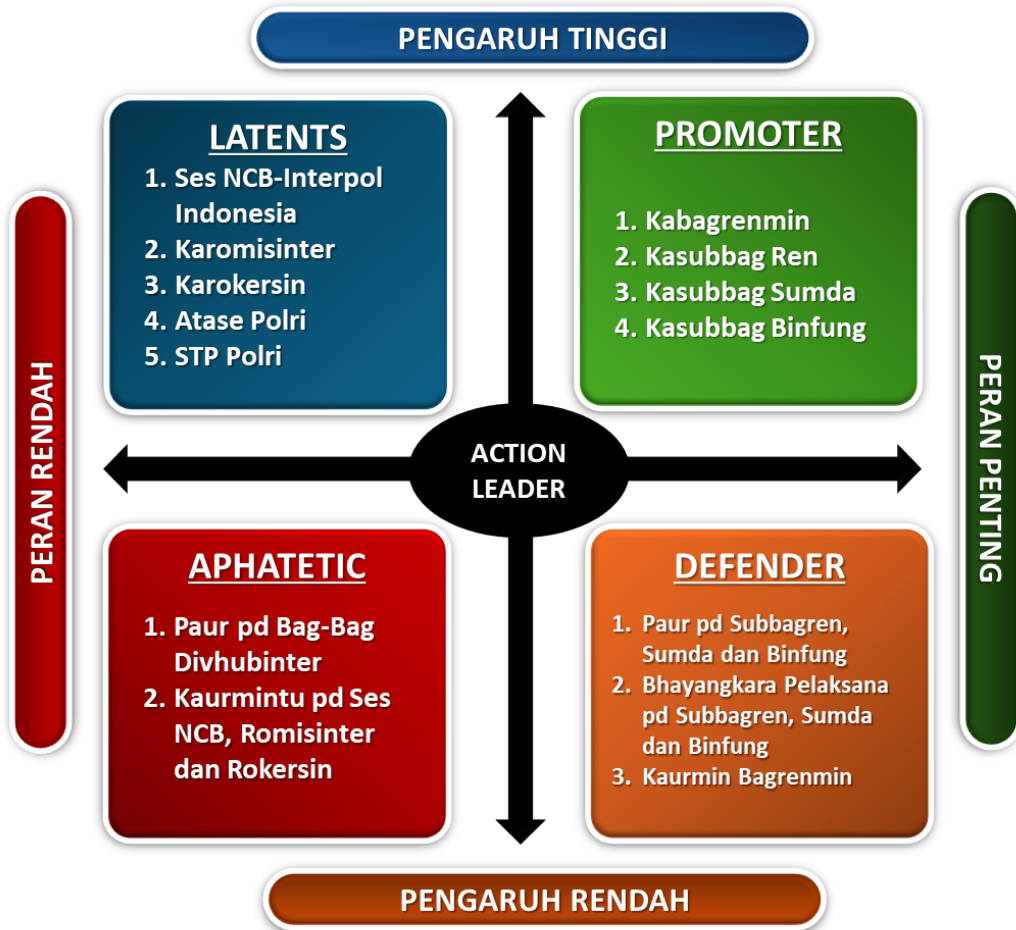 PENGARUH TINGGI
LATENTS
1. Ses NCB-Interpol
Indonesia
2. Karomisinter
3. Karokersin
4. Atase Polri
5. STP Polri
PROMOTER
1. Kabagrenmin
2. Kasubbag Ren
3. Kasubbag Sumda
4. Kasubbag Binfung
PERAN RENDAH
ACTION
LEADER
PERAN PENTING
APHATETIC
1. Paur pd Bag-Bag
Divhubinter
2. Kaurmintu pd Ses
NCB, Romisinter
dan Rokersin
DEFENDER
1. Paur pd Subbagren,
Sumda dan Binfung
2. Bhayangkara Pelaksana
pd Subbagren, Sumda
dan Binfung
3. Kaurmin Bagrenmin
PENGARUH RENDAH